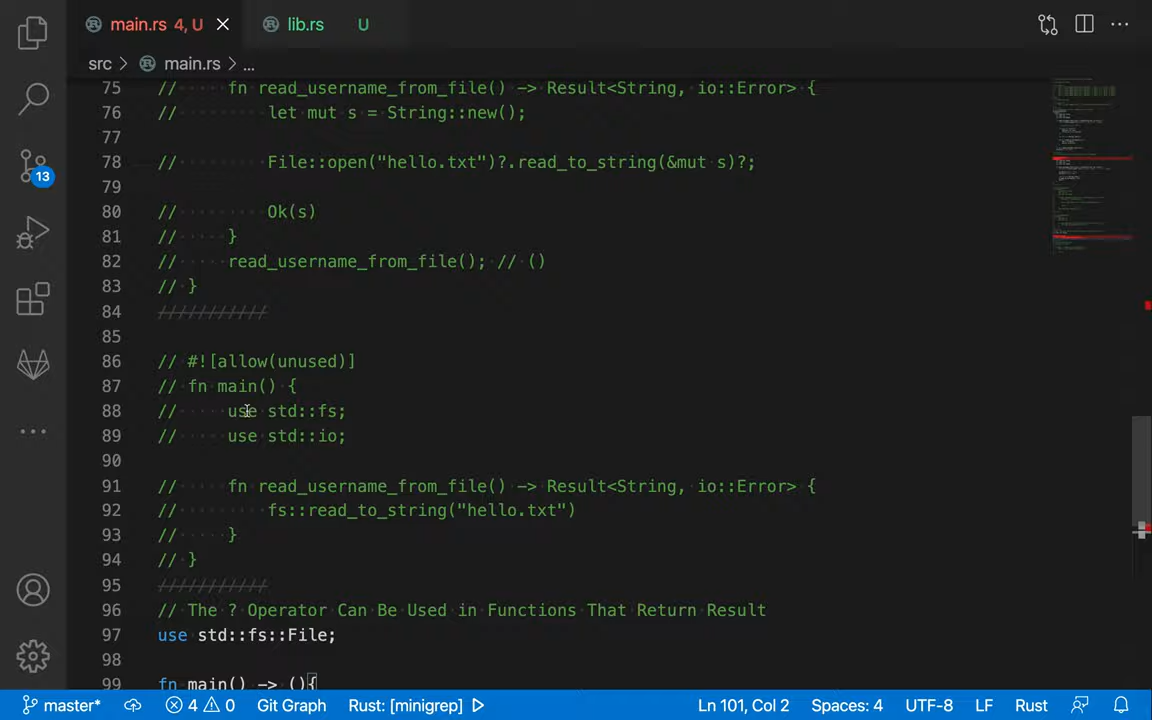 main.rs 4, U
lib.rs U
src > main.rs > ...
75 // fn read_username_from_file() -> Result<String, io::Error> {
76 // let mut s = String::new();
77
78 // File::open("hello.txt")?.read_to_string(&mut s)?;
79
80 // Ok(s)
81 // }
82 // read_username_from_file(); // ()
83 // }
84 ///////////
85
86 // #![allow(unused)]
87 // fn main() {
88 // use std::fs;
89 // use std::io;
90
91 // fn read_username_from_file() -> Result<String, io::Error> {
92 // fs::read_to_string("hello.txt")
93 // }
94 // }
95 ///////////
96 // The ? Operator Can Be Used in Functions That Return Result
97 use std::fs::File;
98
99 fn main() -> (){
13
master* 4 0 Git Graph Rust: [minigrep] Ln 101, Col 2 Spaces: 4 UTF-8 LF Rust